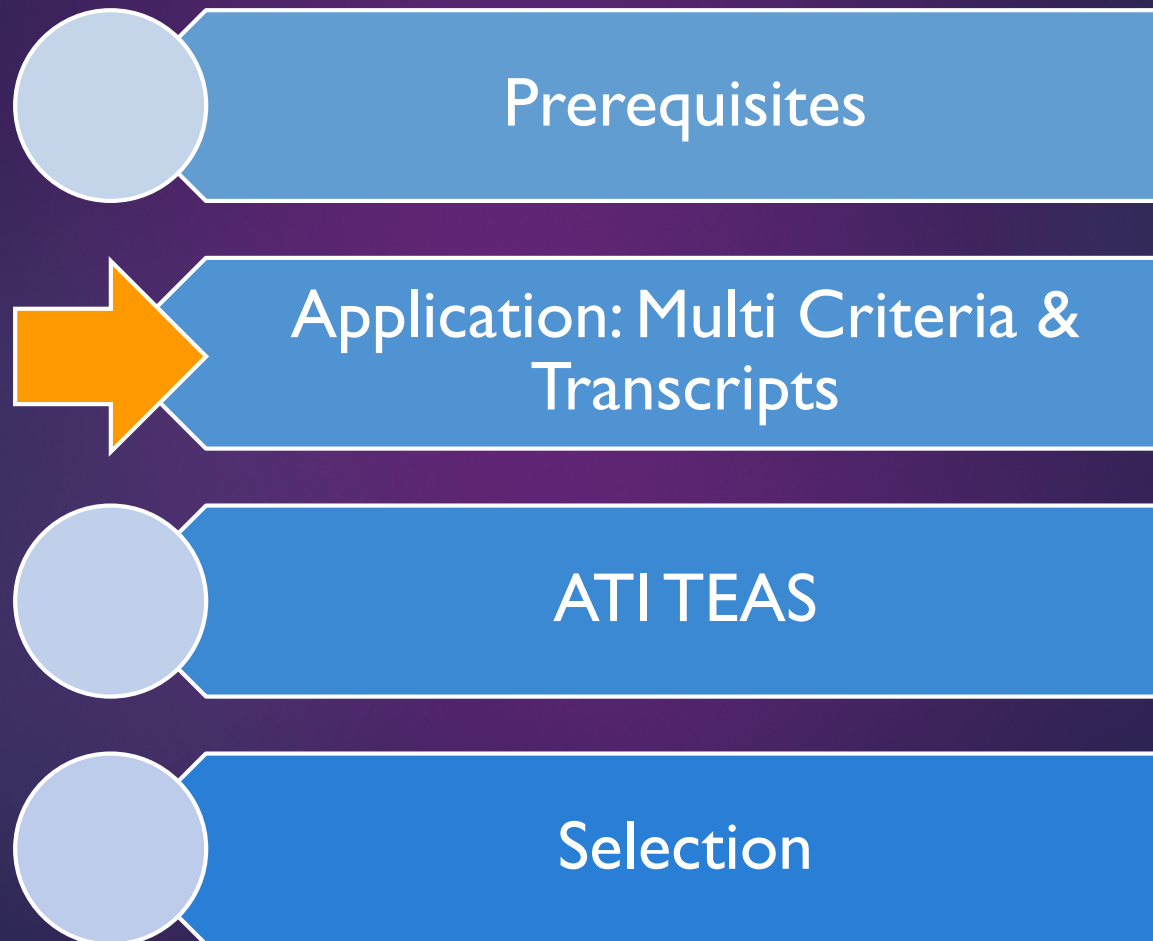 Prerequisites
Application: Multi Criteria &
Transcripts
ATI TEAS
Selection